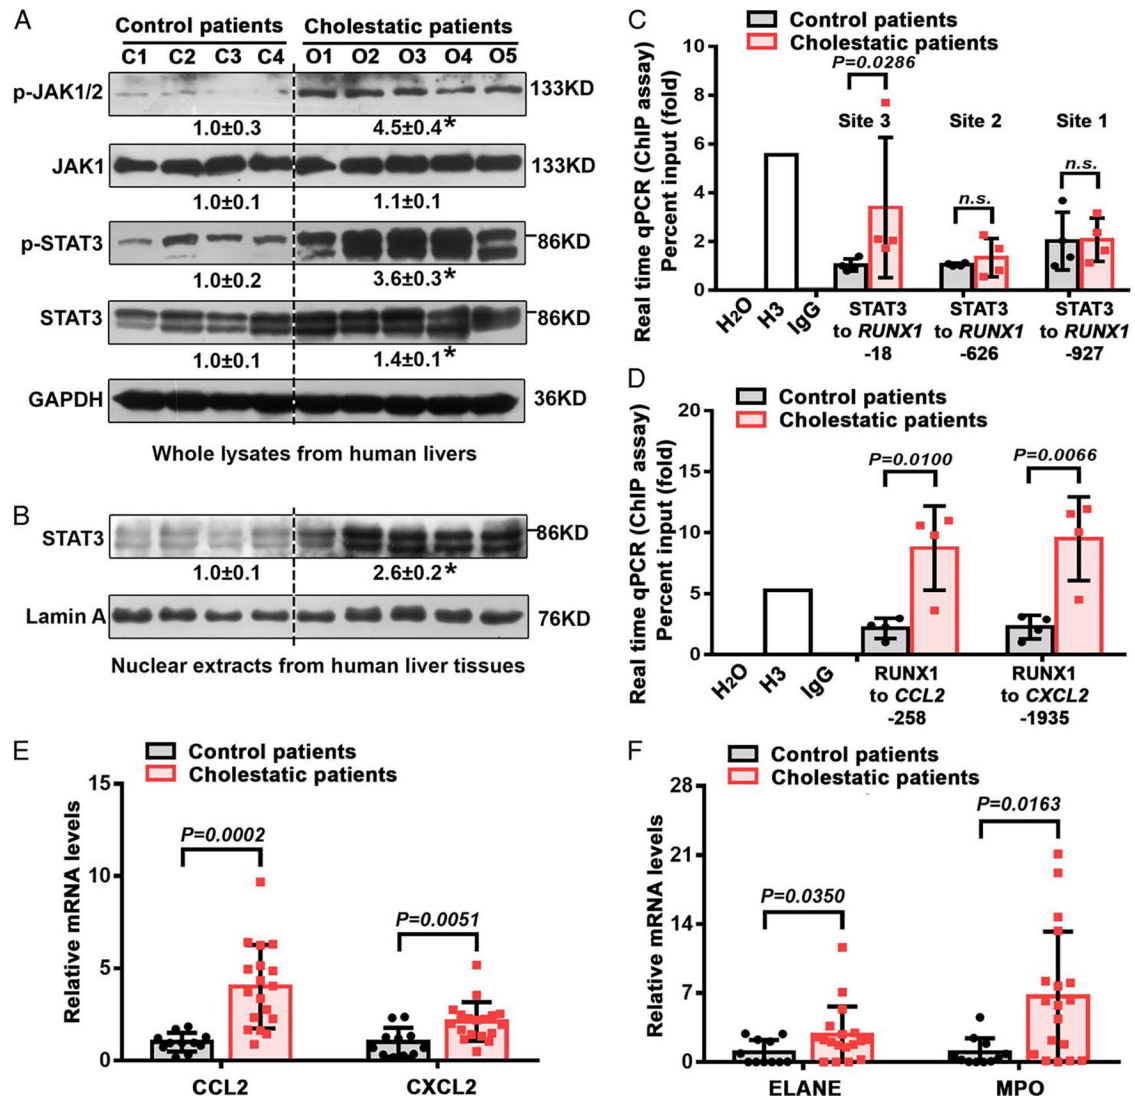 A
Control patients Cholestatic patients
C1 C2 C3 C4 O1 O2 O3 O4 O5
p-JAK1/2 133KD
1.0±0.3 4.5±0.4*
JAK1 133KD
1.0±0.1 1.1±0.1
p-STAT3 86KD
1.0±0.2 3.6±0.3*
STAT3 86KD
1.0±0.1 1.4±0.1*
GAPDH 36KD
Whole lysates from human livers
B
STAT3 86KD
1.0±0.1 2.6±0.2*
Lamin A 76KD
Nuclear extracts from human liver tissues
C
Control patients
Cholestatic patients
Real time qPCR (ChIP assay)
Percent input (fold)
10
8
6
4
2
0
P=0.0286
Site 3 Site 2 Site 1
n.s.
n.s.
H2O H3 IgG
STAT3 STAT3 STAT3
to RUNX1 to RUNX1 to RUNX1
-18 -626 -927
D
Control patients
Cholestatic patients
Real time qPCR (ChIP assay)
Percent input (fold)
20
15
10
5
0
P=0.0100 P=0.0066
H2O H3 IgG
RUNX1 RUNX1
to CCL2 to CXCL2
-258 -1935
E
Control patients
Cholestatic patients
Relative mRNA levels
15
10
5
0
P=0.0002
P=0.0051
CCL2 CXCL2
F
Control patients
Cholestatic patients
Relative mRNA levels
28
21
14
7
0
P=0.0163
P=0.0350
ELANE MPO